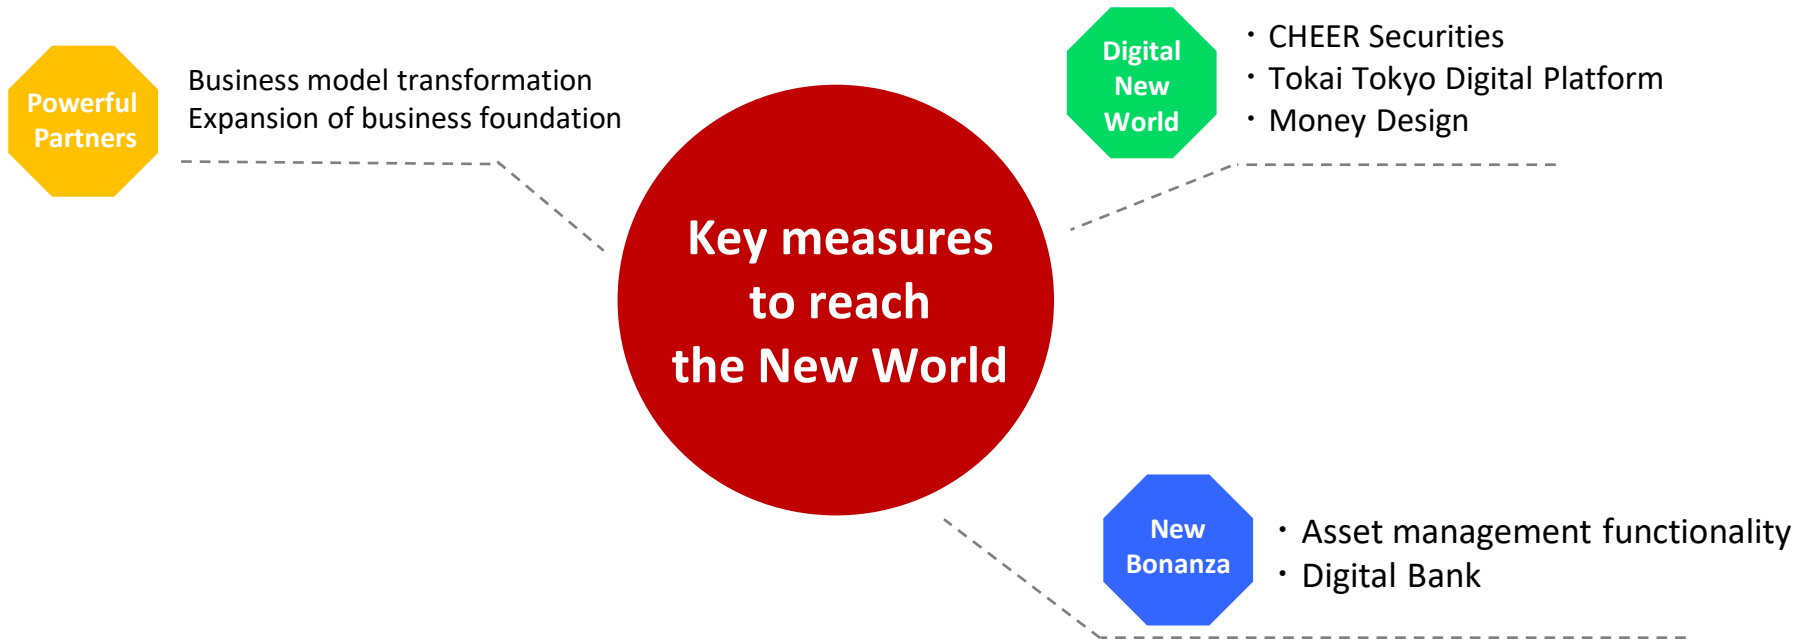 Powerful
Partners
Business model transformation
Expansion of business foundation
Digital
New
World
・CHEER Securities
・Tokai Tokyo Digital Platform
・Money Design
Key measures
to reach
the New World
New
Bonanza
・Asset management functionality
・Digital Bank